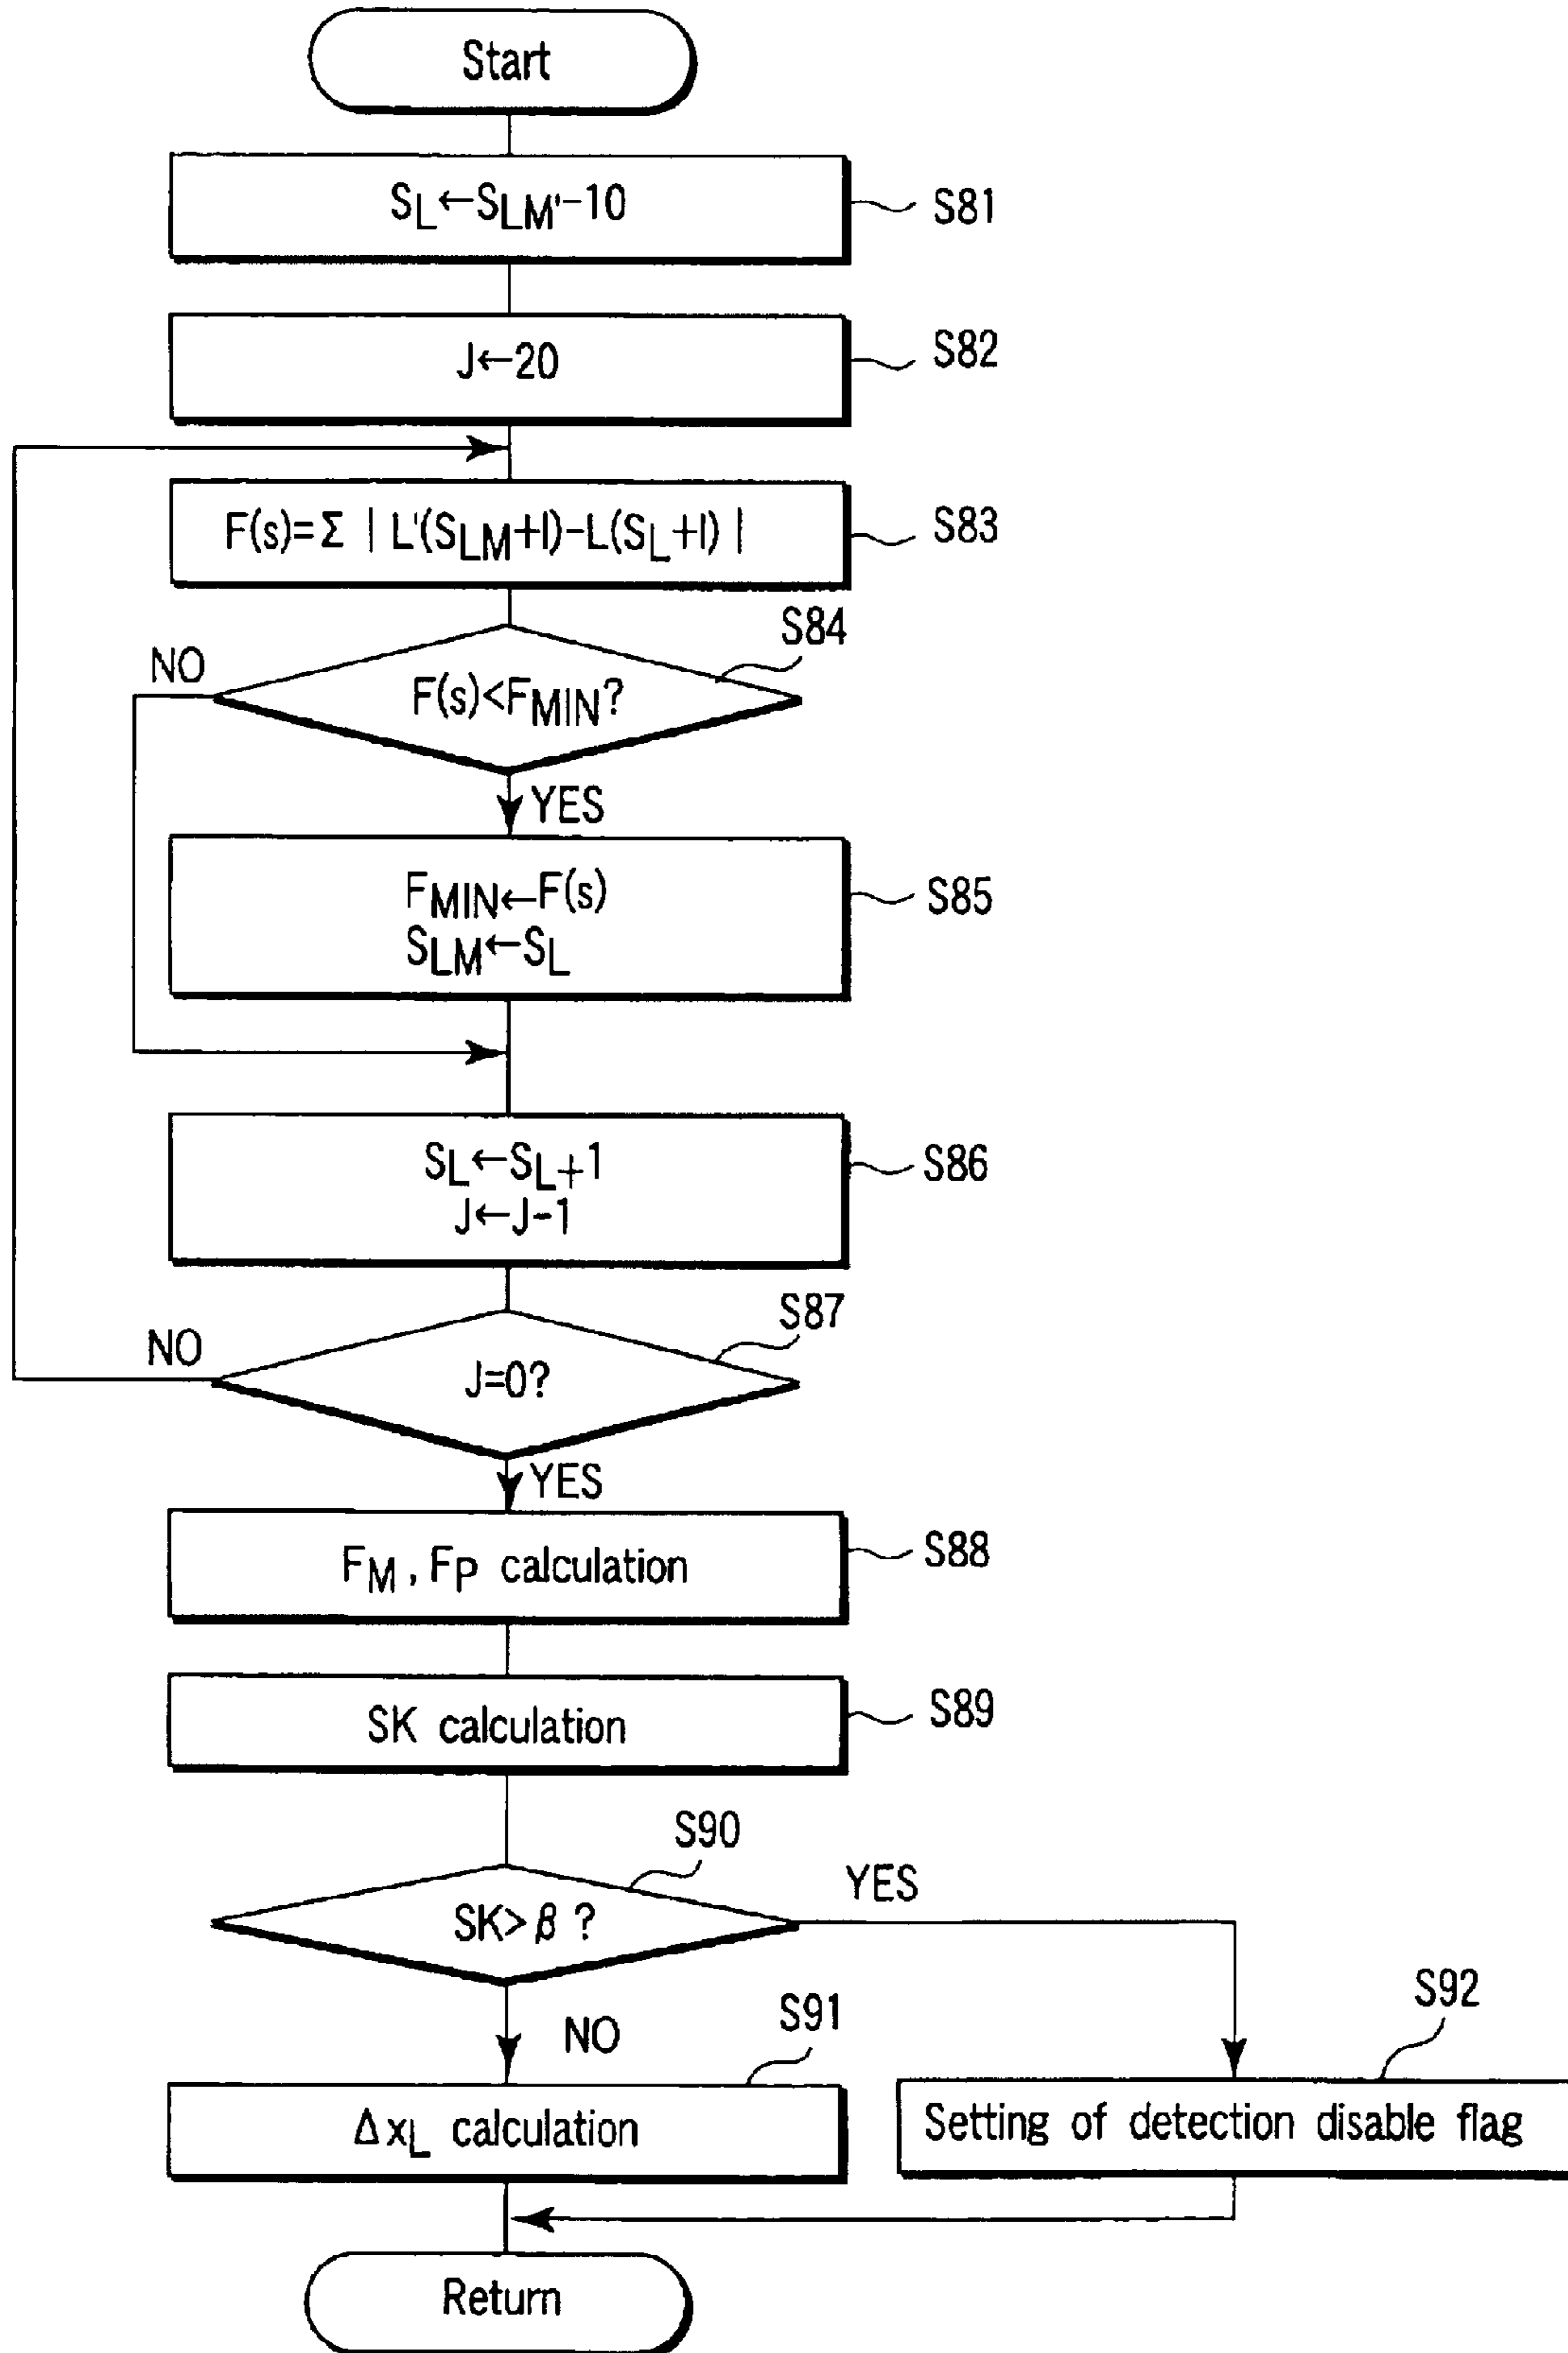 Start
SL←SLM'-10
S81
J←20
S82
F(s)=Σ | L'(SLM+I)-L(SL+I) |
S83
S84
NO
F(s)<FMIN?
YES
FMIN←F(s)
SLM←SL
S85
SL←SL+1
J←J-1
S86
S87
NO
J=0?
YES
FM, FP calculation
S88
SK calculation
S89
S90
YES
SK>β ?
NO
S91
S92
ΔxL calculation
Setting of detection disable flag
Return